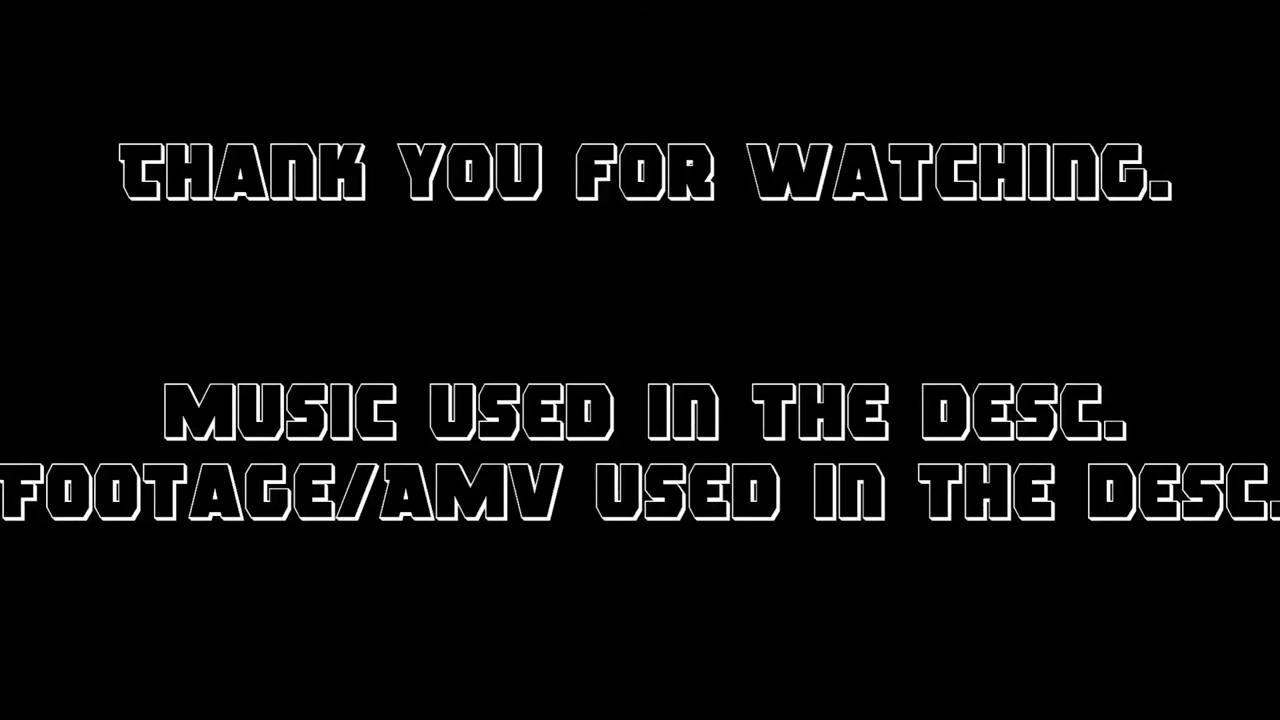 THANK YOU FOR WATCHING.
MUSIC USED IN THE DESC.
FOOTAGE/AMV USED IN THE DESC.